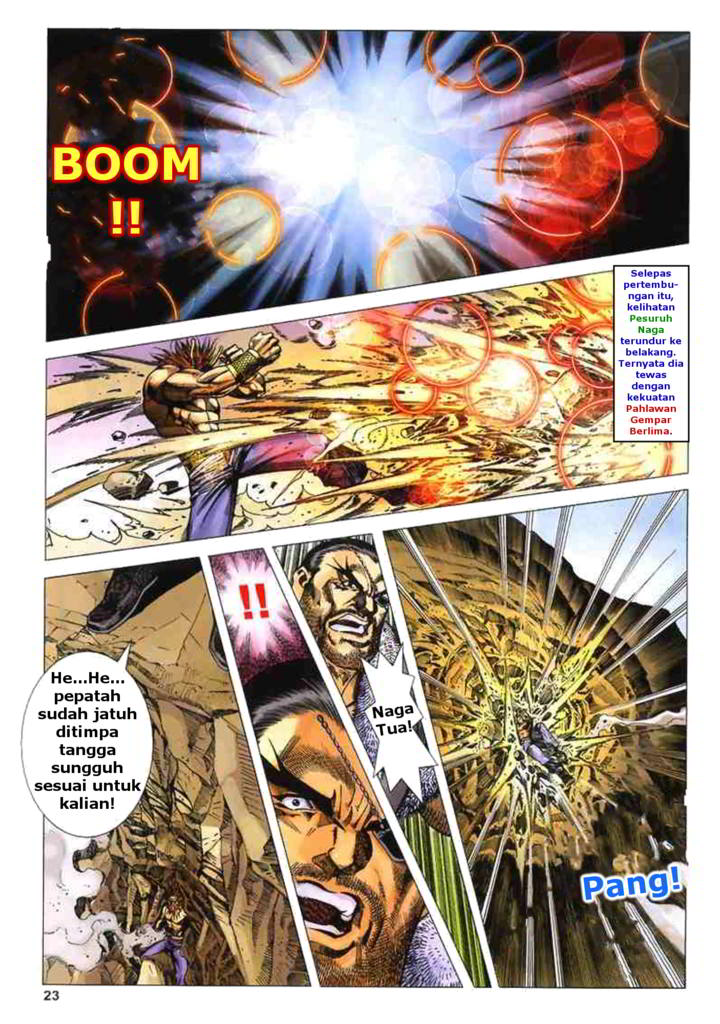 BOOM
!!
Selepas
pertembu-
ngan itu,
kelihatan
Pesuruh
Naga
terundur ke
belakang.
Ternyata dia
tewas
dengan
kekuatan
Pahlawan
Gempar
Berlima.
He...He...
pepatah
sudah jatuh
ditimpa
tangga
sungguh
sesuai untuk
kalian!
!!
Naga
Tua!
Pang!
23